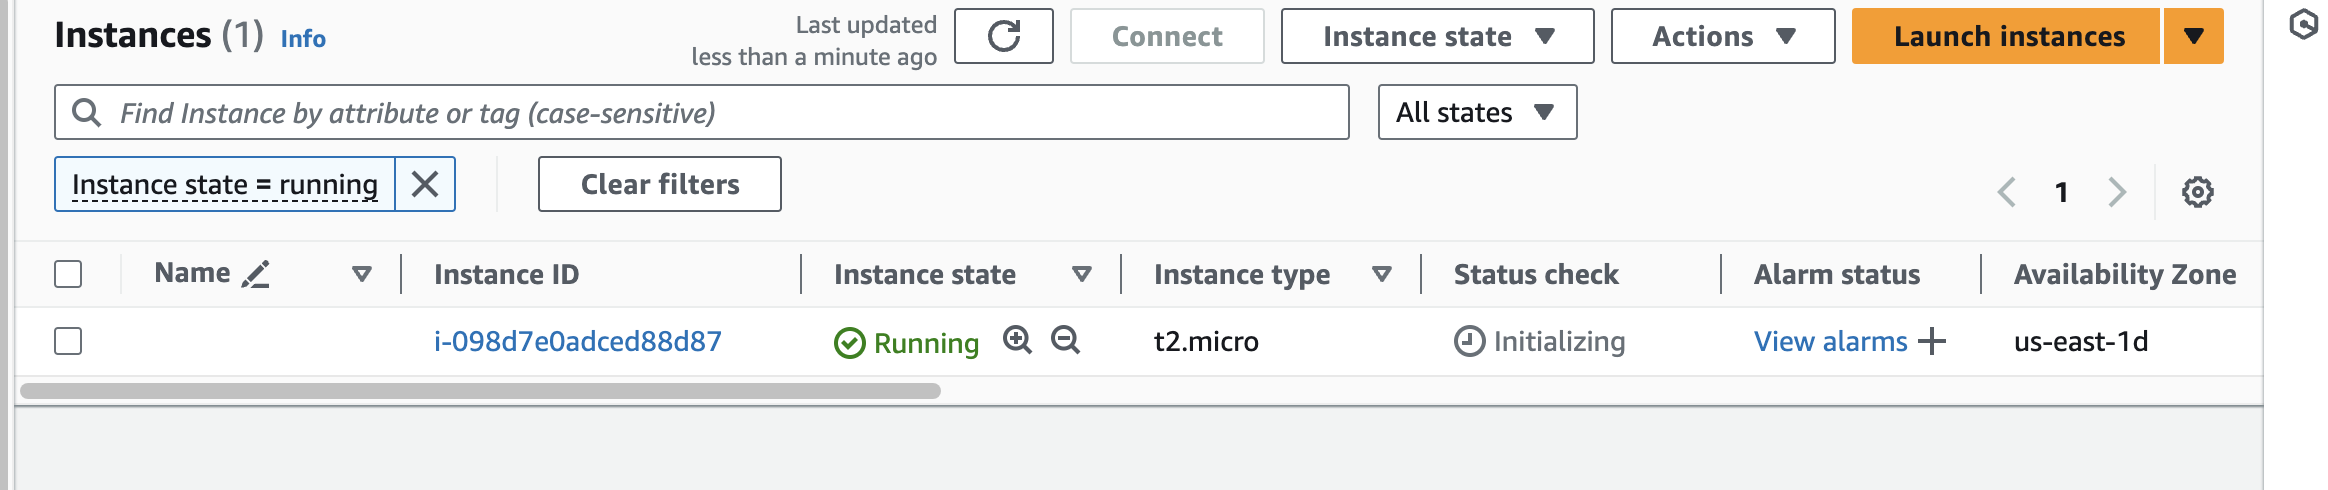 Instances (1) Info
Last updated
less than a minute ago
Connect
Instance state
Actions
Launch instances
Find Instance by attribute or tag (case-sensitive)
All states
Instance state = running
Clear filters
1
Name Instance ID Instance state Instance type Status check Alarm status Availability Zone
i-098d7e0adced88d87 Running t2.micro Initializing View alarms us-east-1d